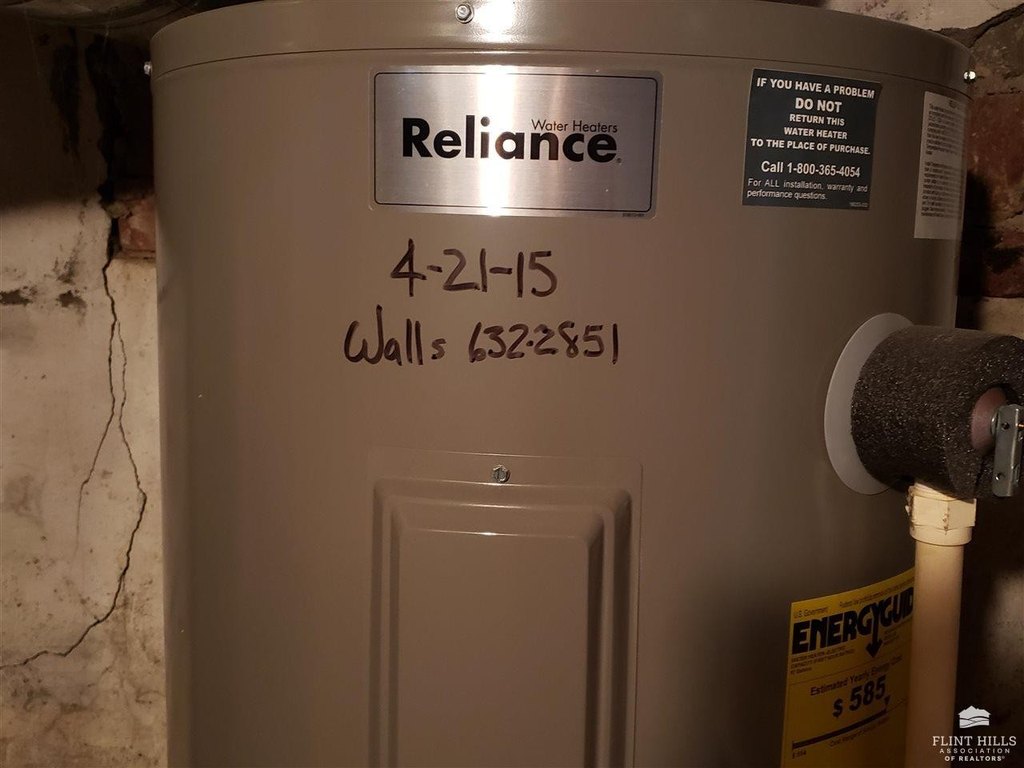 Water Heaters
Reliance
IF YOU HAVE A PROBLEM
DO NOT
RETURN THIS
WATER HEATER
TO THE PLACE OF PURCHASE.
Call 1-800-365-4054
For ALL installation, warranty and
performance questions.
4-21-15
Walls 632-2851
U.S. Government
ENERGYGUID
Estimated Yearly Energy Cost
$ 585
FLINT HILLS
ASSOCIATION
OF REALTORS®